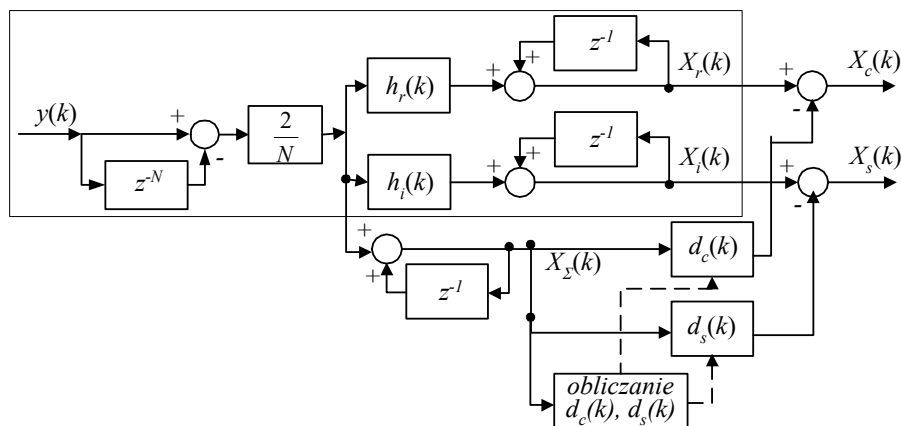 z⁻¹
+
+
h_r(k)
X_r(k)
+
-
X_c(k)
y(k)
+
-
2
N
z⁻ᴺ
z⁻¹
+
+
h_i(k)
X_i(k)
+
-
X_s(k)
+
+
X_Σ(k)
z⁻¹
d_c(k)
d_s(k)
obliczanie
d_c(k), d_s(k)